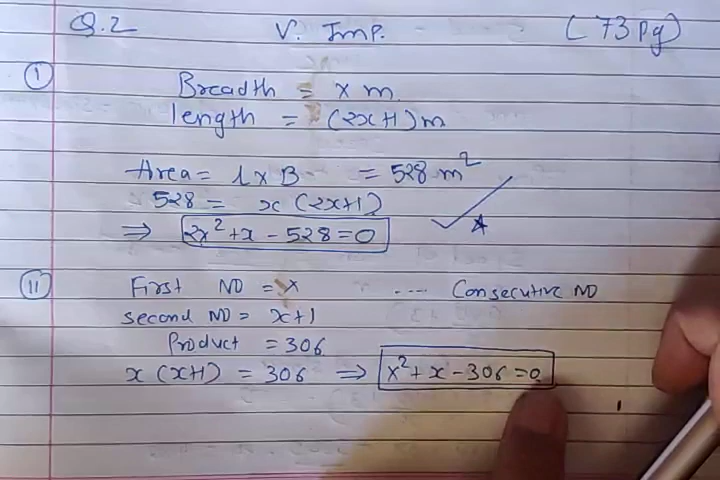 Q.2 V. Imp. (73 pg)
(I) Breadth = x m.
length = (2x+1)m
Area = l x B = 528 m²
528 = x (2x+1)
⇒ 2x² + x - 528 = 0
(II) First NO = x .... Consecutive NO
second NO = x+1
Product = 306
x (x+1) = 306 ⇒ x² + x - 306 = 0